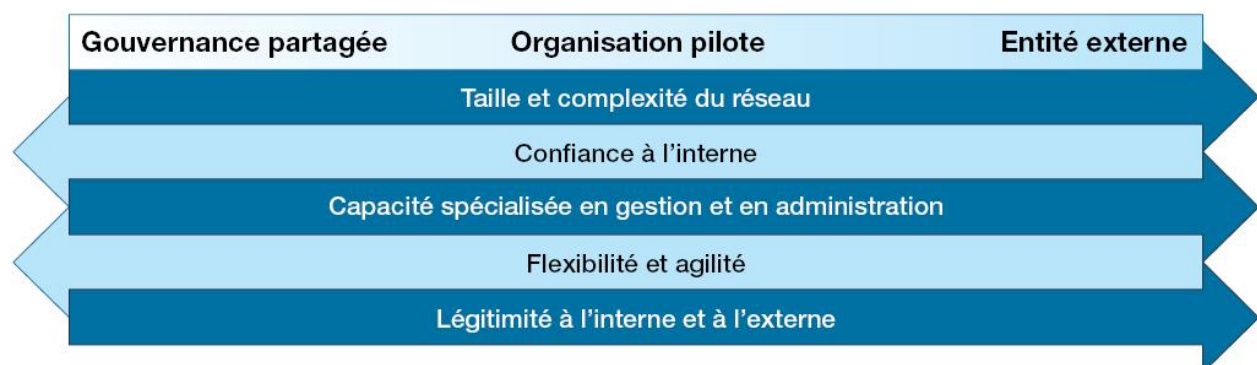 Gouvernance partagée Organisation pilote Entité externe
Taille et complexité du réseau
Confiance à l’interne
Capacité spécialisée en gestion et en administration
Flexibilité et agilité
Légitimité à l’interne et à l’externe